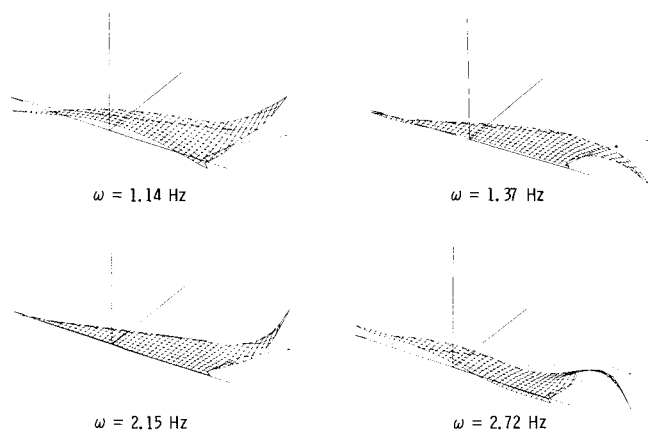 ω = 1.14 Hz
ω = 1.37 Hz
ω = 2.15 Hz
ω = 2.72 Hz